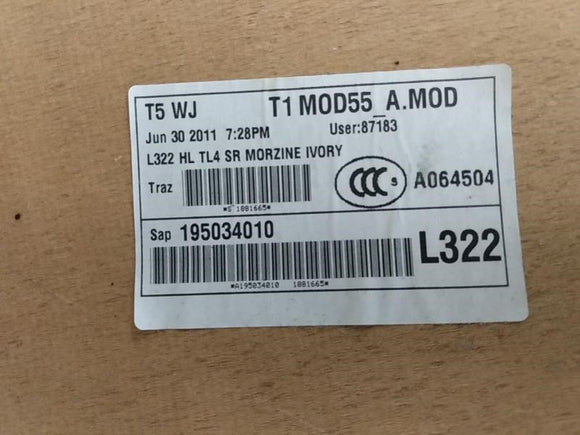 T5 WJ T1 MOD55_A.MOD
Jun 30 2011 7:28PM User:87183
L322 HL TL4 SR MORZINE IVORY
Traz CCC S A064504
*S 1881665*
Sap 195034010 L322
*A195034010 1881665*